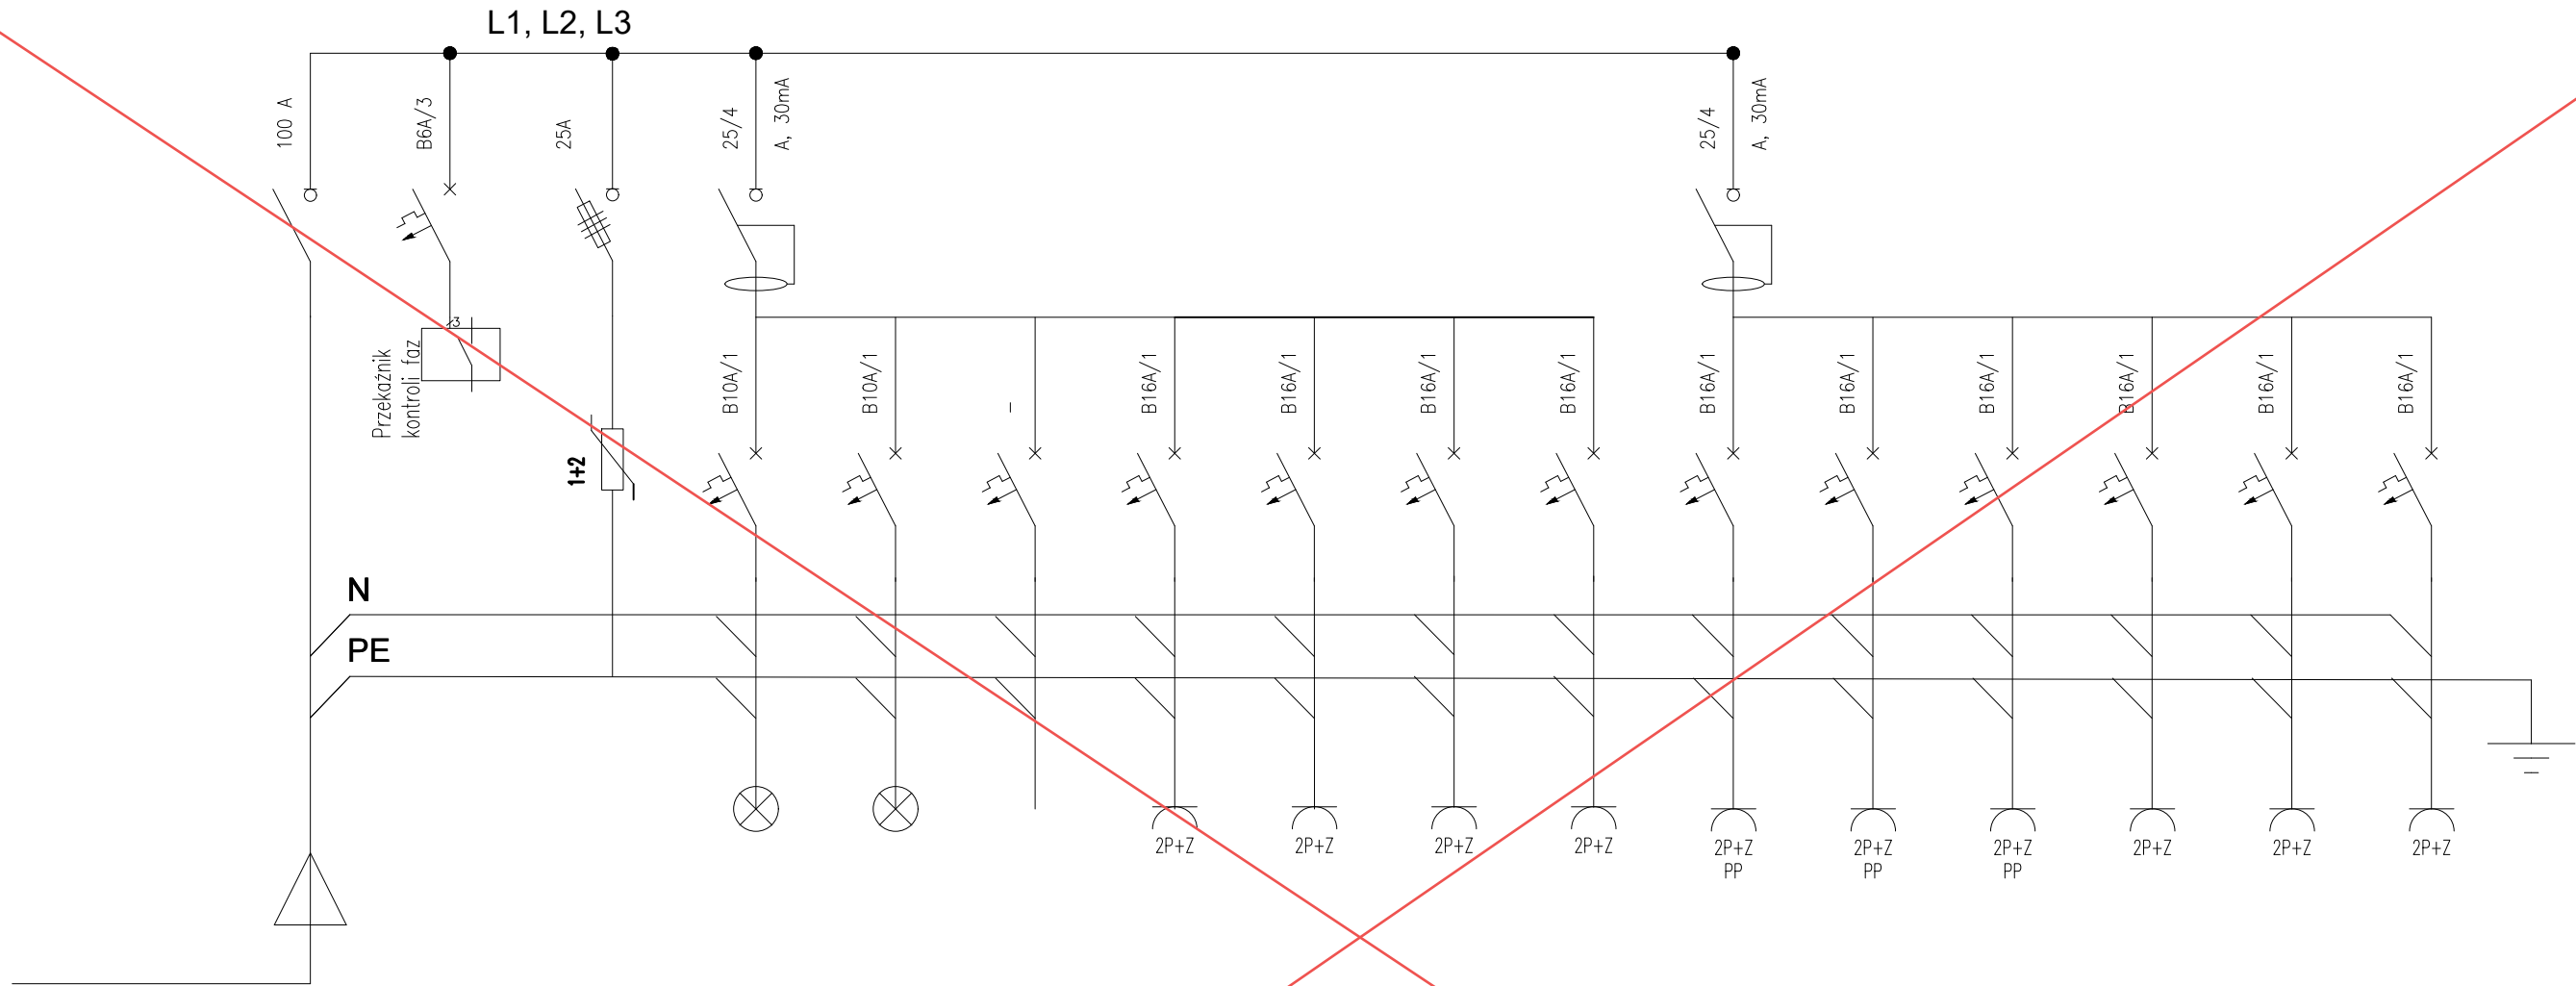 L1, L2, L3
100 A
B6A/3
25A
25/4
A, 30mA
25/4
A, 30mA
3
Przekaźnik
kontroli faz
B10A/1
B10A/1
–
B16A/1
B16A/1
B16A/1
B16A/1
B16A/1
B16A/1
B16A/1
B16A/1
B16A/1
B16A/1
1+2
N
PE
2P+Z
2P+Z
2P+Z
2P+Z
2P+Z
PP
2P+Z
PP
2P+Z
PP
2P+Z
2P+Z
2P+Z